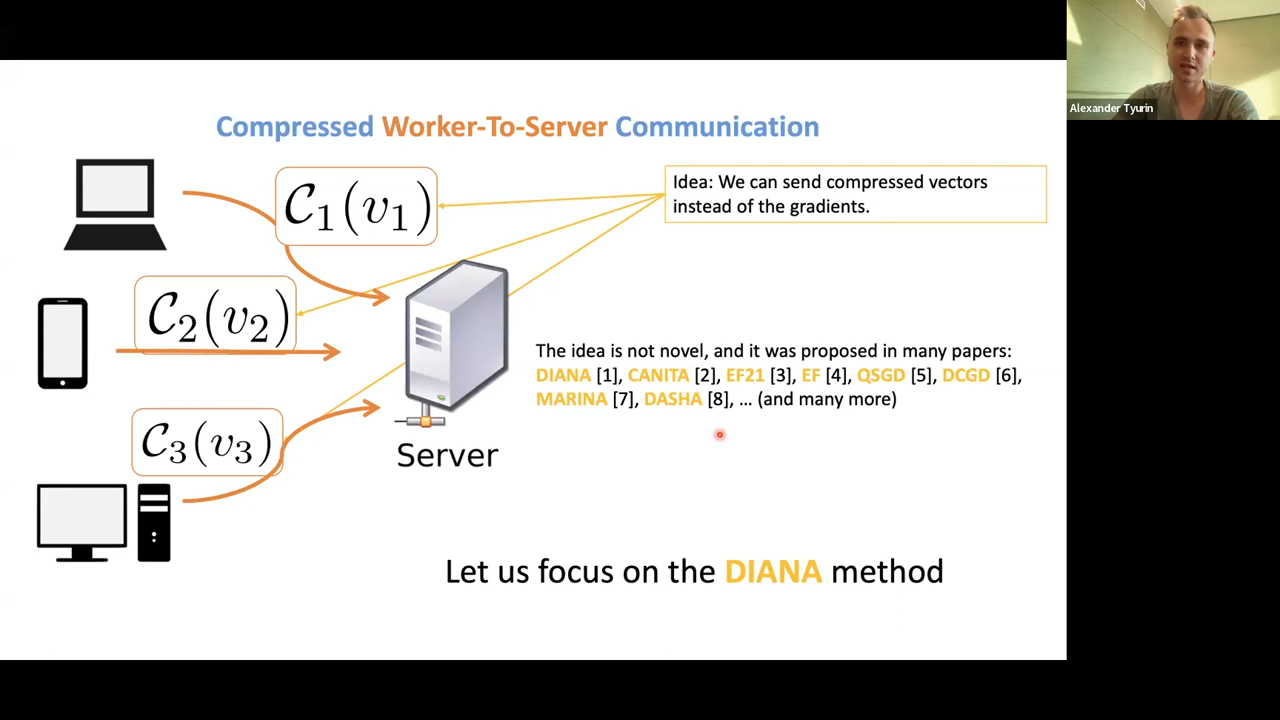 Alexander Tyurin
Compressed Worker-To-Server Communication
Idea: We can send compressed vectors
instead of the gradients.
𝒞₁(v₁)
𝒞₂(v₂)
𝒞₃(v₃)
Server
The idea is not novel, and it was proposed in many papers:
DIANA [1], CANITA [2], EF21 [3], EF [4], QSGD [5], DCGD [6],
MARINA [7], DASHA [8], ... (and many more)
Let us focus on the DIANA method